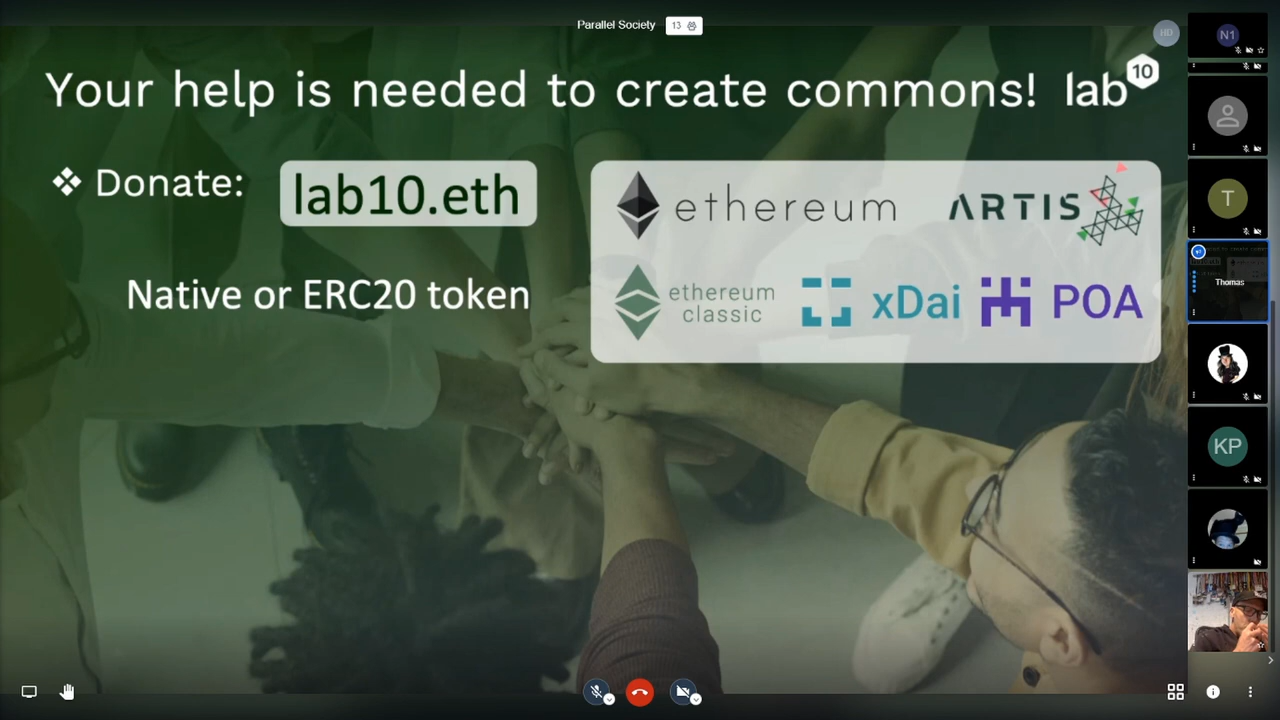 Parallel Society 13
HD
N1
Your help is needed to create commons! lab10
❖ Donate: lab10.eth
ethereum ARTIS
Native or ERC20 token
ethereum classic xDai POA
T
Thomas
KP